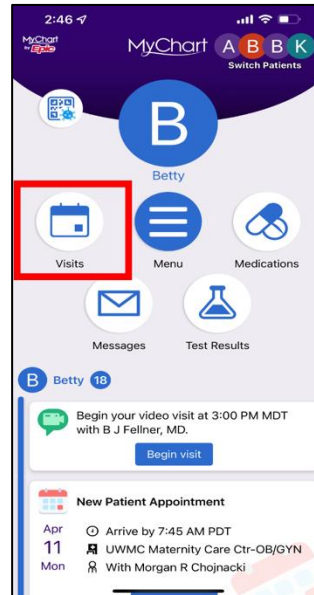 2:46
MyChart
by Epic
MyChart
A B B K
Switch Patients
B
Betty
Visits
Menu
Medications
Messages
Test Results
B Betty 18
Begin your video visit at 3:00 PM MDT
with B J Fellner, MD.
Begin visit
New Patient Appointment
Apr
11
Mon
Arrive by 7:45 AM PDT
UWMC Maternity Care Ctr-OB/GYN
With Morgan R Chojnacki